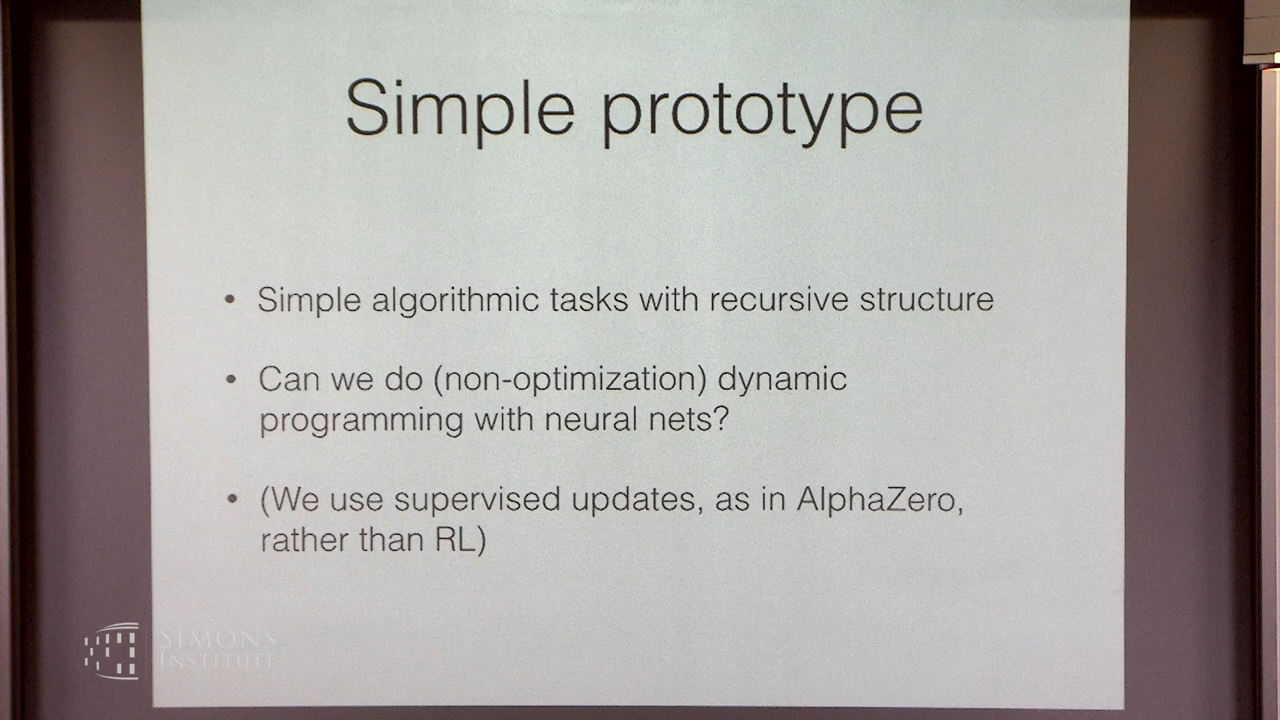 Simple prototype
• Simple algorithmic tasks with recursive structure
• Can we do (non-optimization) dynamic
programming with neural nets?
• (We use supervised updates, as in AlphaZero,
rather than RL)
SIMONS
INSTITUTE